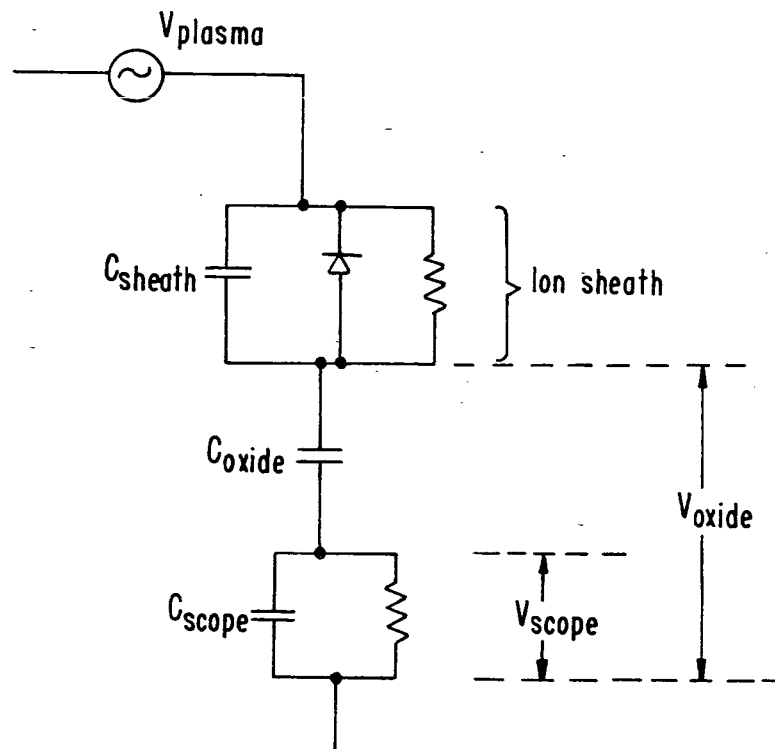 Vplasma
Csheath
Ion sheath
Coxide
Voxide
Cscope
Vscope